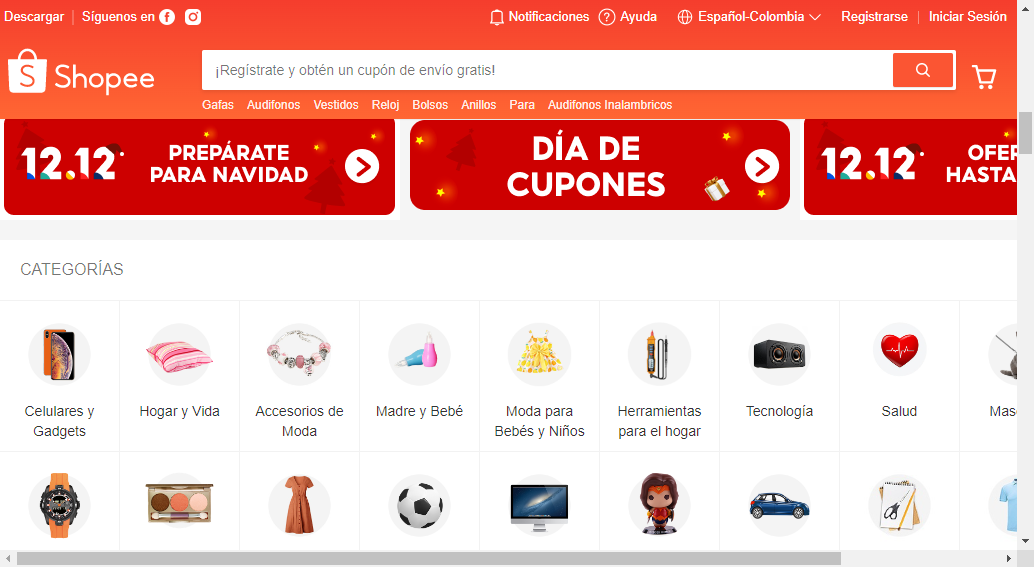 Descargar Síguenos en Notificaciones Ayuda Español-Colombia Registrarse Iniciar Sesión
Shopee ¡Regístrate y obtén un cupón de envío gratis!
Gafas Audifonos Vestidos Reloj Bolsos Anillos Para Audifonos Inalambricos
12.12 PREPÁRATE
PARA NAVIDAD
DÍA DE
CUPONES
12.12
CATEGORÍAS
Celulares y
Gadgets
Hogar y Vida
Accesorios de
Moda
Madre y Bebé
Moda para
Bebés y Niños
Herramientas
para el hogar
Tecnología
Salud